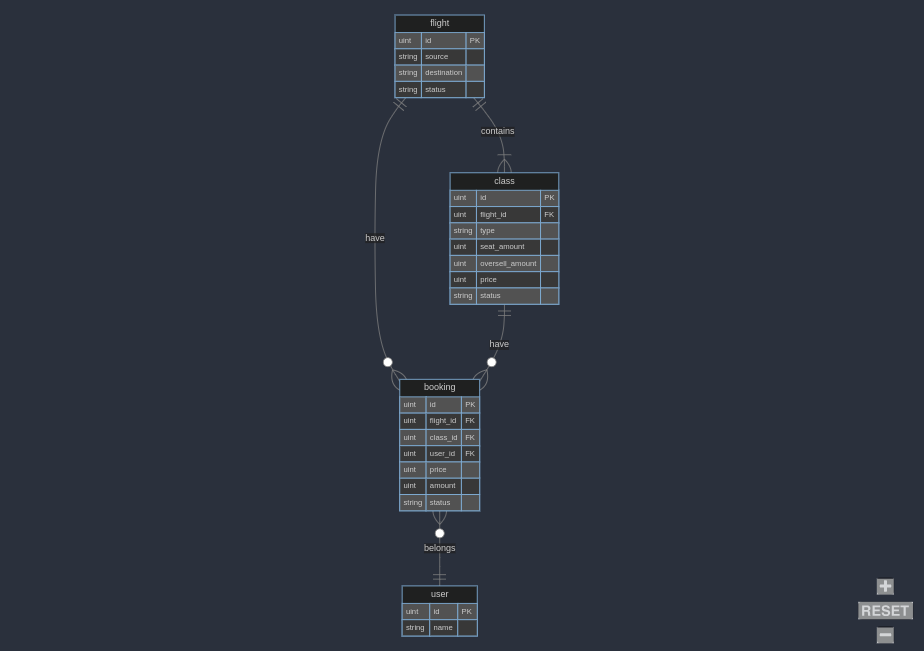 flight
uint id PK
string source
string destination
string status
contains
class
uint id PK
uint flight_id FK
string type
uint seat_amount
uint oversell_amount
uint price
string status
have
have
booking
uint id PK
uint flight_id FK
uint class_id FK
uint user_id FK
uint price
uint amount
string status
belongs
user
uint id PK
string name
RESET